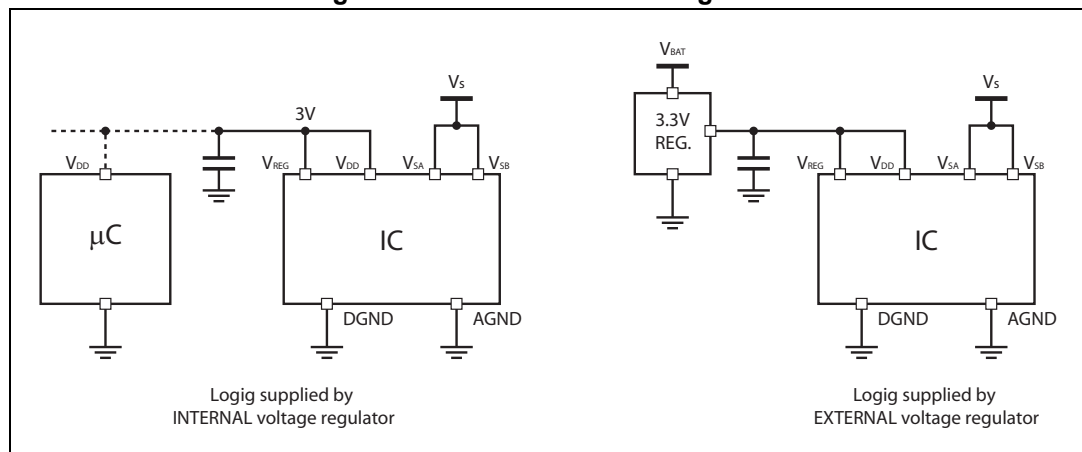 3V
Vs
VDD
VREG
VDD
VSA
VSB
μC
IC
DGND
AGND
Logig supplied by
INTERNAL voltage regulator
VBAT
3.3V
REG.
Vs
VREG
VDD
VSA
VSB
IC
DGND
AGND
Logig supplied by
EXTERNAL voltage regulator